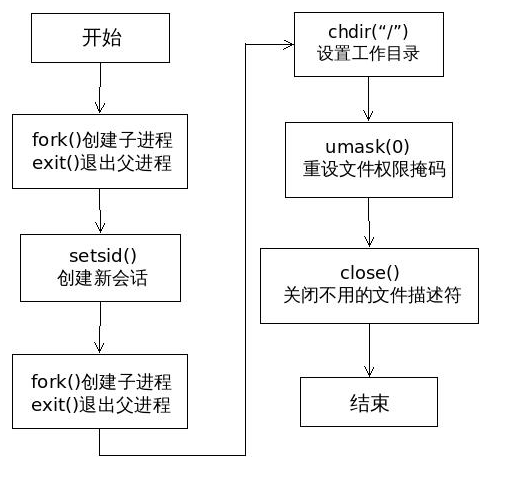 开始
fork()创建子进程
exit()退出父进程
setsid()
创建新会话
fork()创建子进程
exit()退出父进程
chdir(“/”)
设置工作目录
umask(0)
重设文件权限掩码
close()
关闭不用的文件描述符
结束